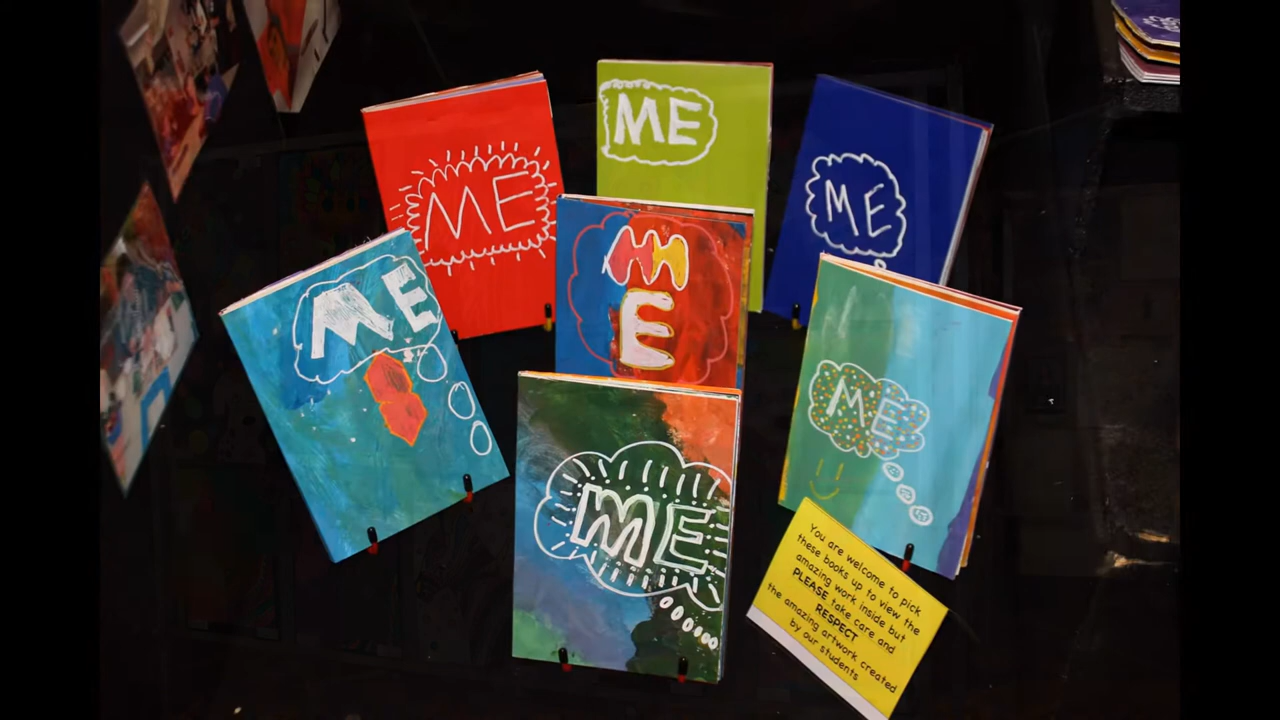 ME
ME
ME
ME
E
ME
ME
ME
You are welcome to pick
these books up to view the
amazing work inside but
PLEASE take care and
RESPECT
the amazing artwork created
by our students